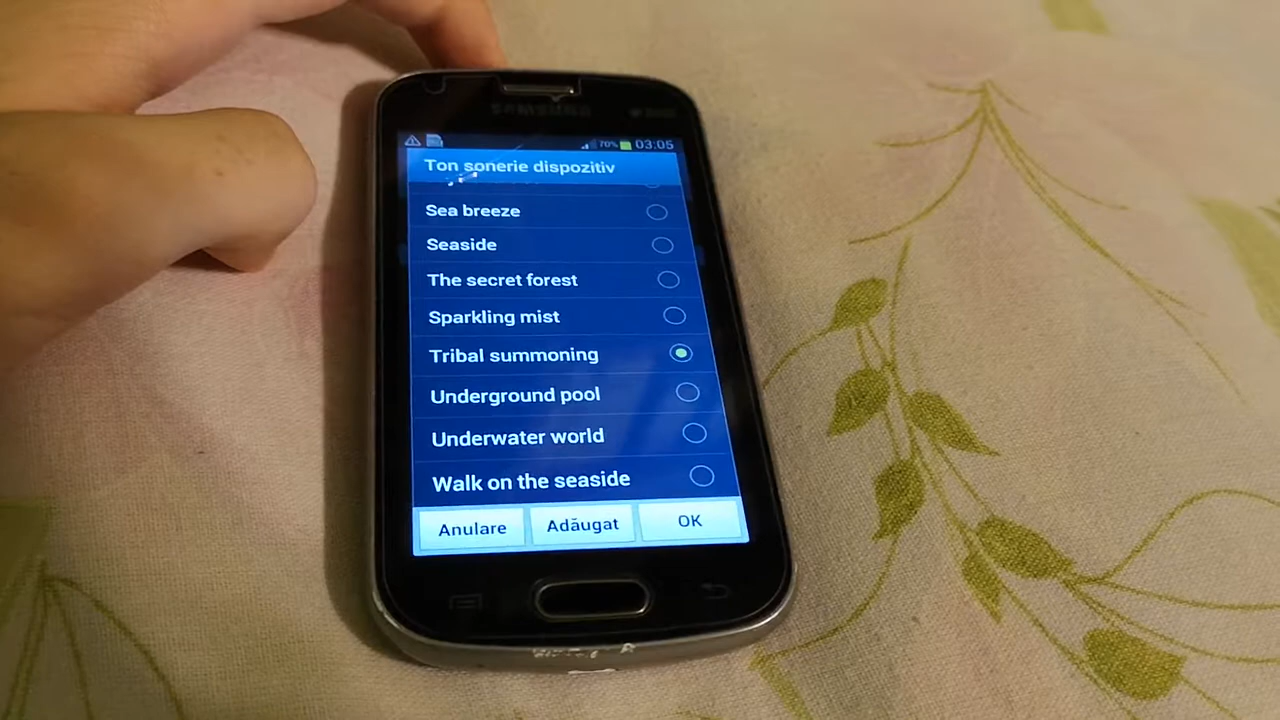 SAMSUNG
70% 03:05
Ton sonerie dispozitiv
Sea breeze
Seaside
The secret forest
Sparkling mist
Tribal summoning
Underground pool
Underwater world
Walk on the seaside
Anulare Adăugat OK